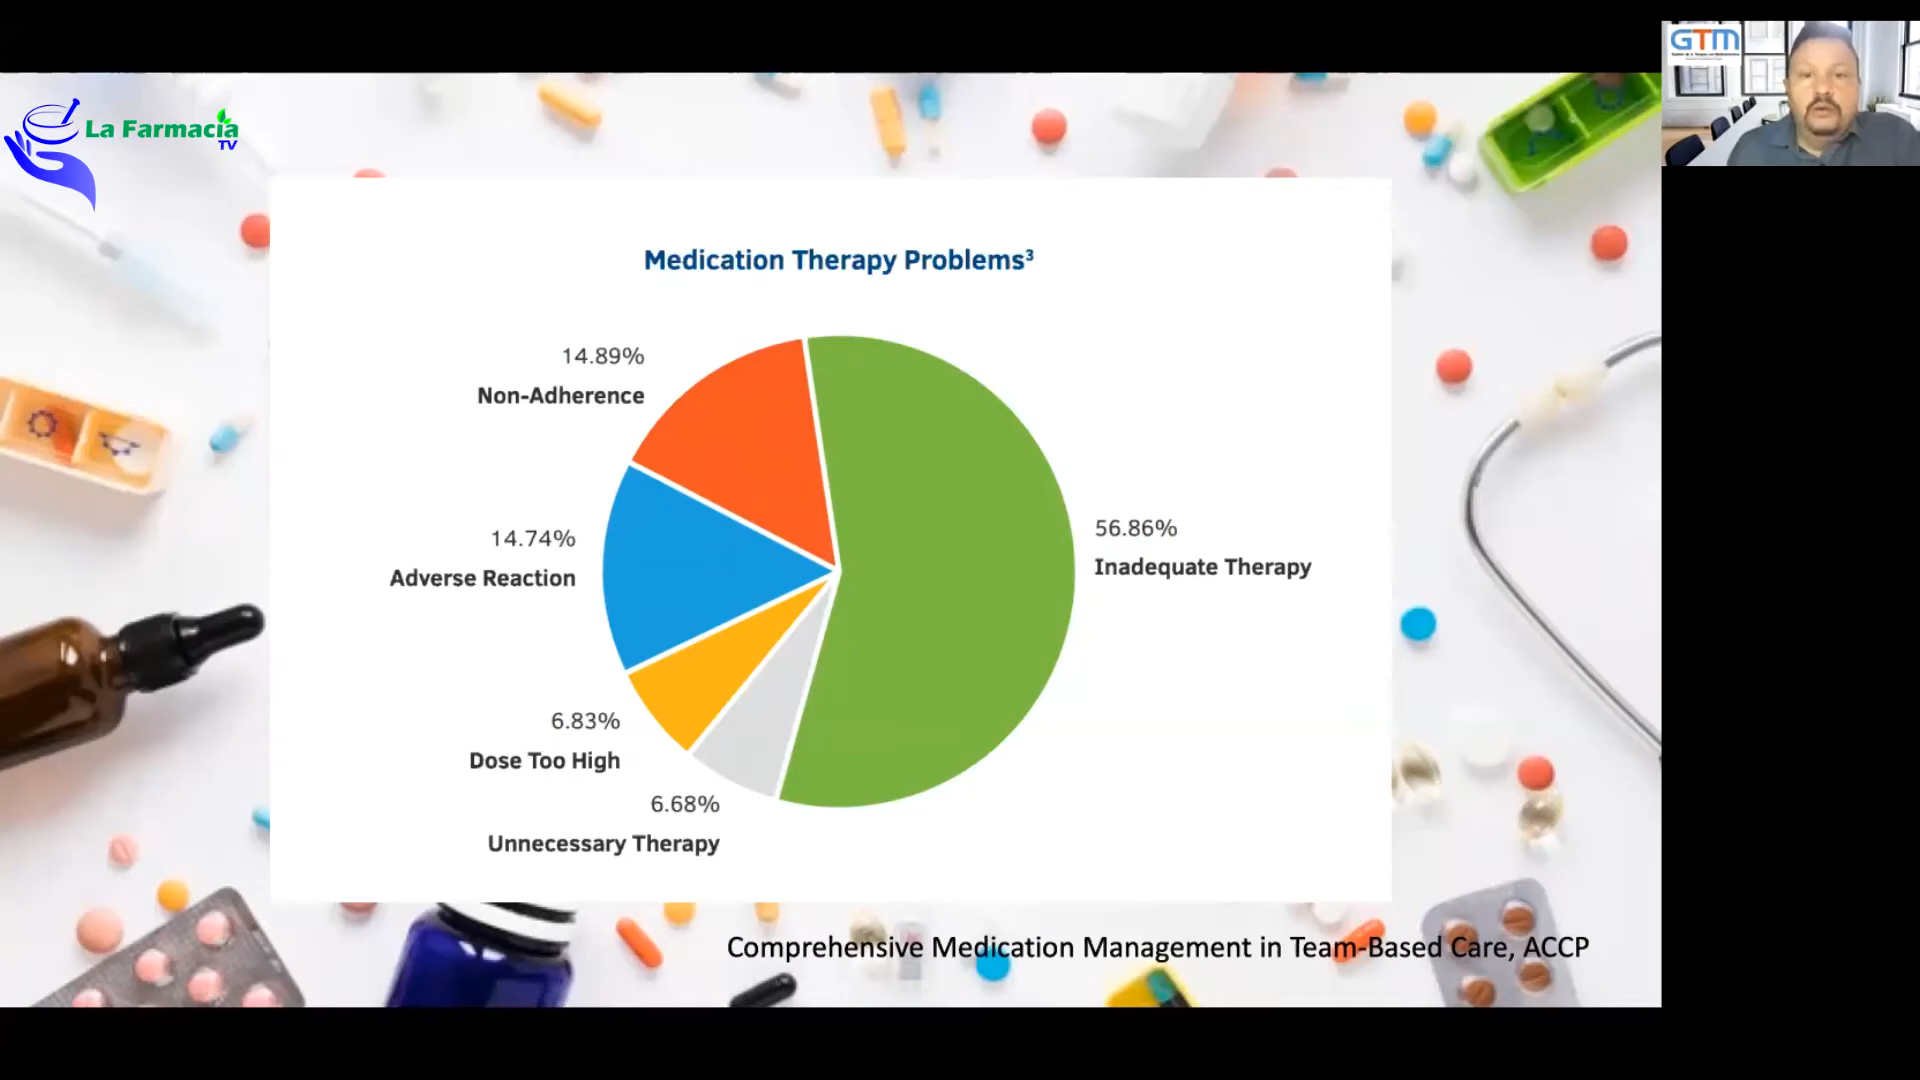 GTM
La Farmacia
TV
Medication Therapy Problems³
14.89%
Non-Adherence
56.86%
Inadequate Therapy
14.74%
Adverse Reaction
6.83%
Dose Too High
6.68%
Unnecessary Therapy
Comprehensive Medication Management in Team-Based Care, ACCP